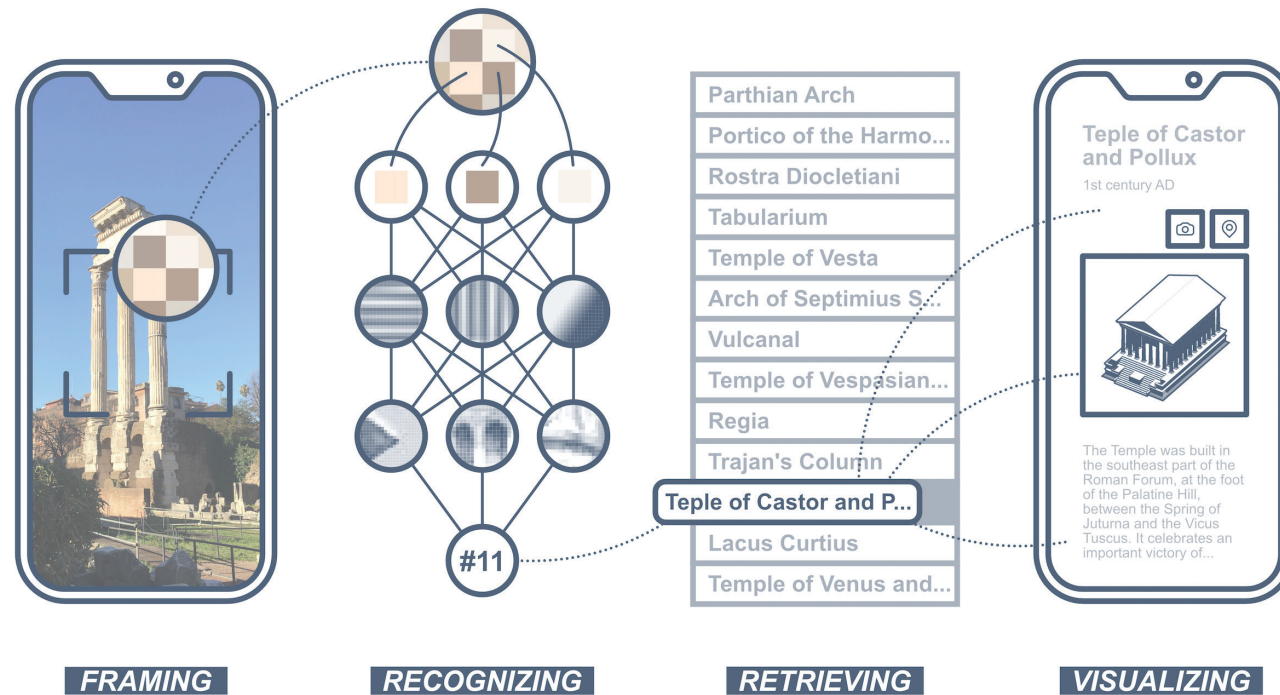 #11
Parthian Arch
Portico of the Harmo...
Rostra Diocletiani
Tabularium
Temple of Vesta
Arch of Septimius S...
Vulcanal
Temple of Vespasian...
Regia
Trajan's Column
Teple of Castor and P...
Lacus Curtius
Temple of Venus and...
Teple of Castor
and Pollux
1st century AD
The Temple was built in
the southeast part of the
Roman Forum, at the foot
of the Palatine Hill,
between the Spring of
Juturna and the Vicus
Tuscus. It celebrates an
important victory of...
FRAMING
RECOGNIZING
RETRIEVING
VISUALIZING